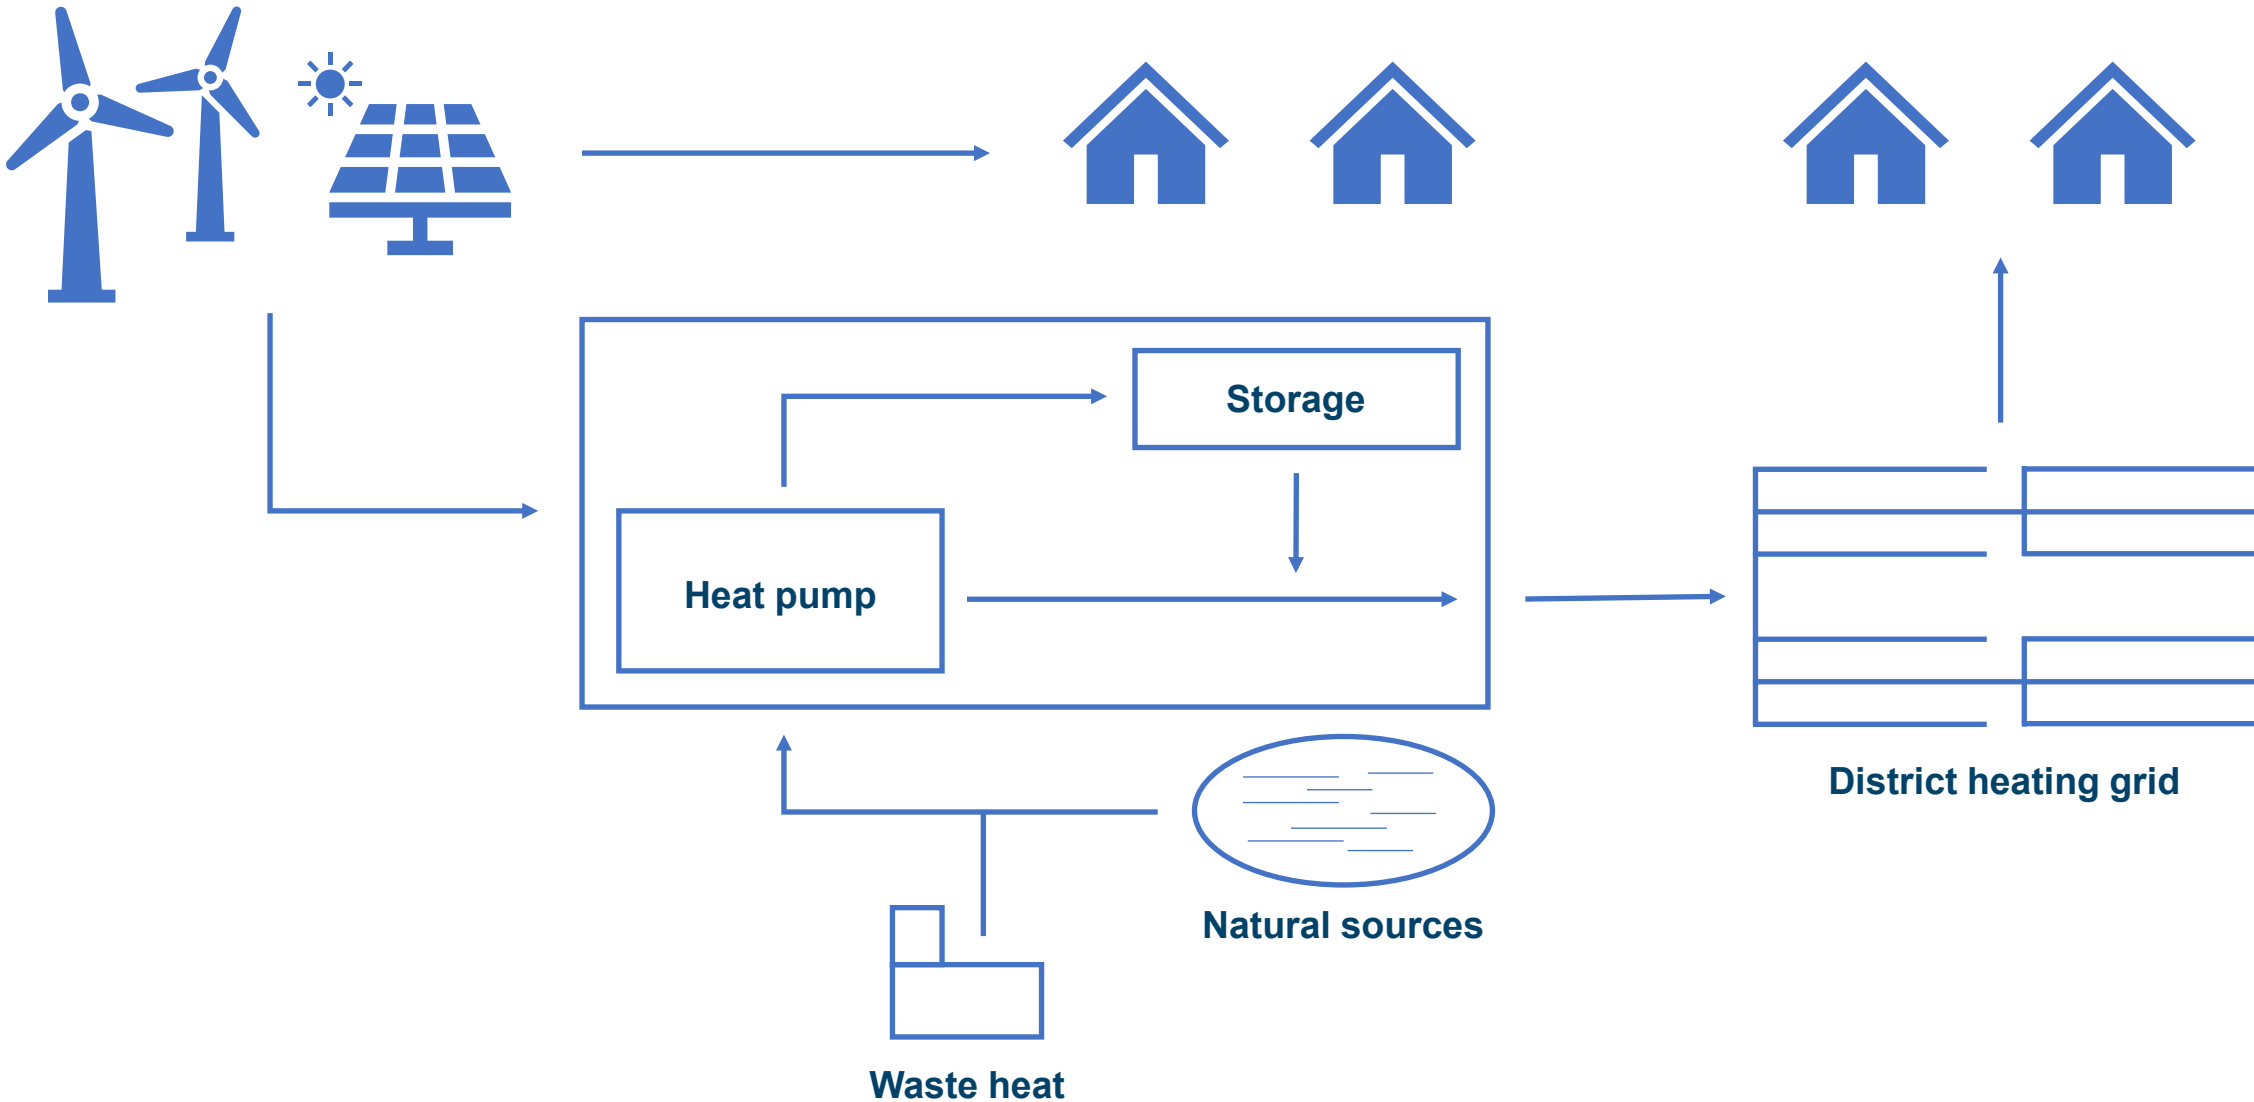 Storage
Heat pump
District heating grid
Natural sources
Waste heat